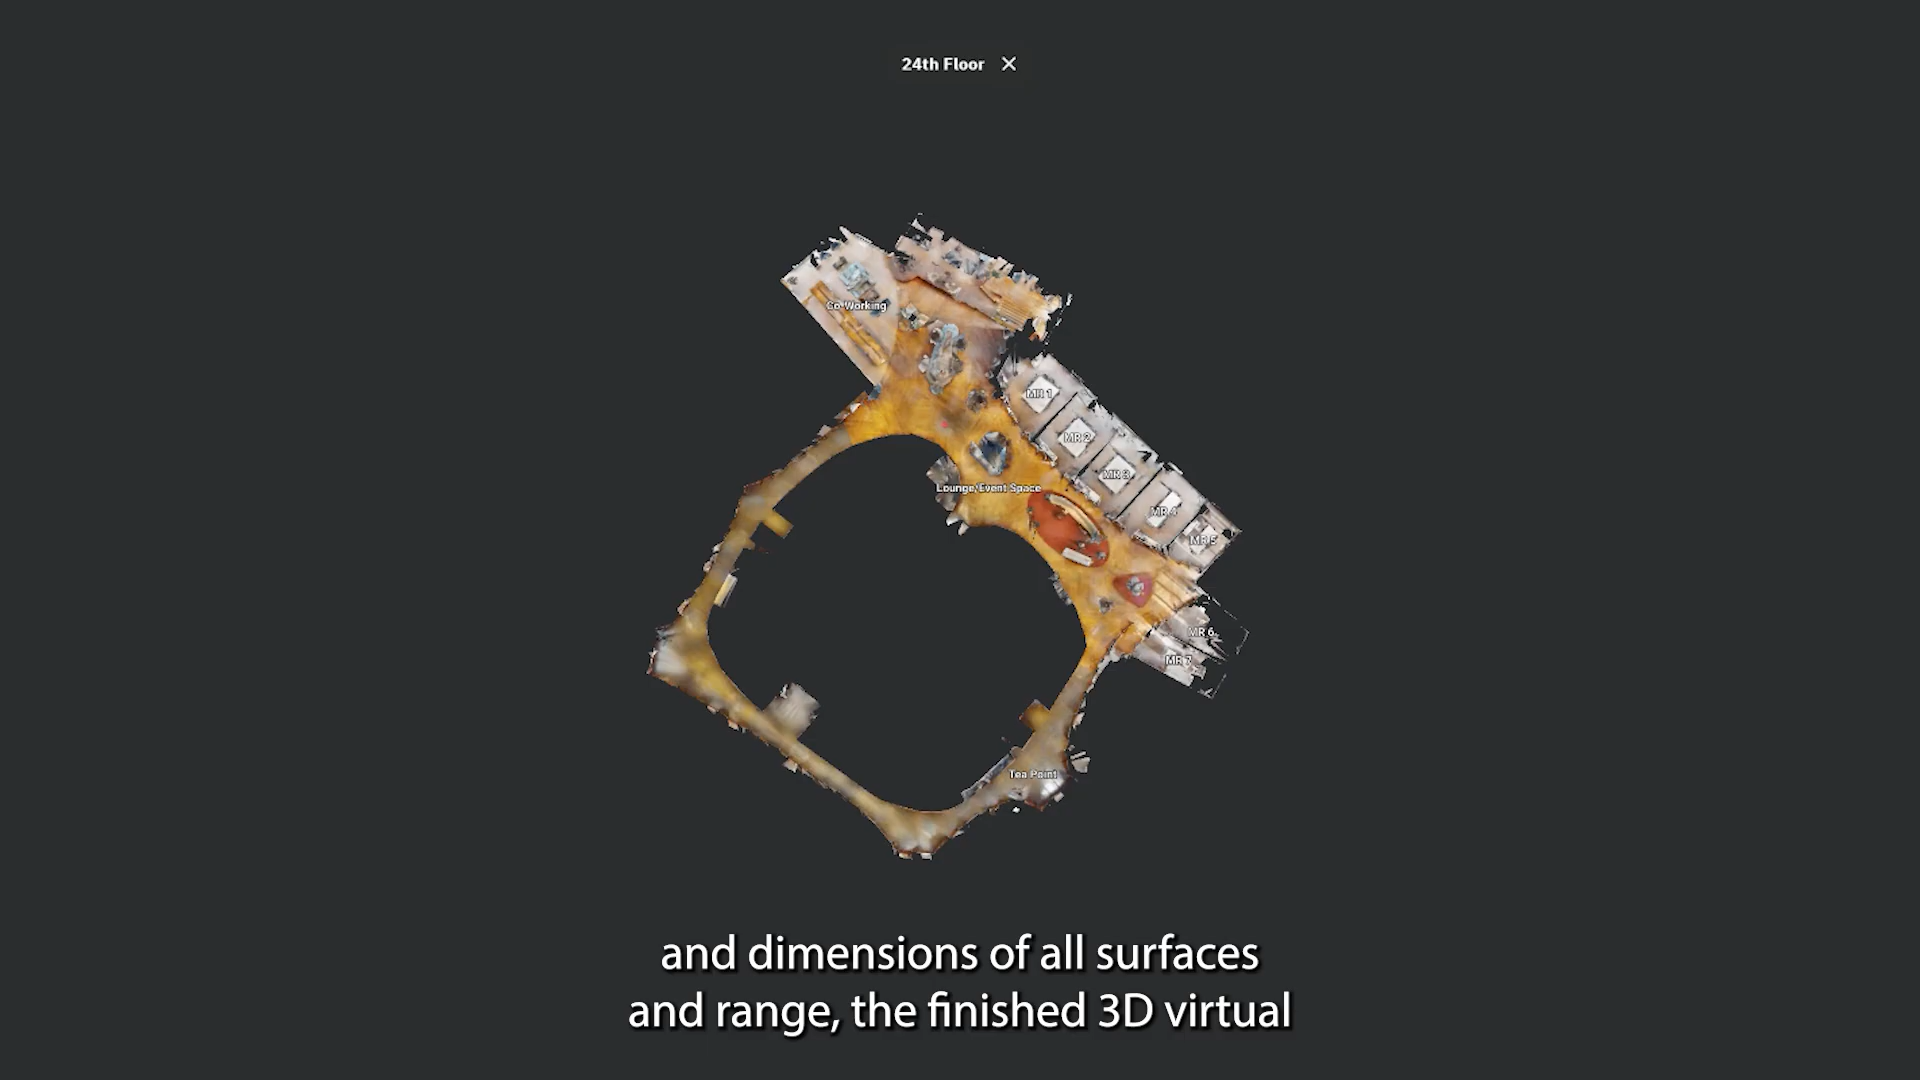 24th Floor
Co-Working
MR 1
MR 2
MR 3
Lounge/Event Space
MR 4
MR 5
MR 6
MR 7
Tea Point
and dimensions of all surfaces
and range, the finished 3D virtual